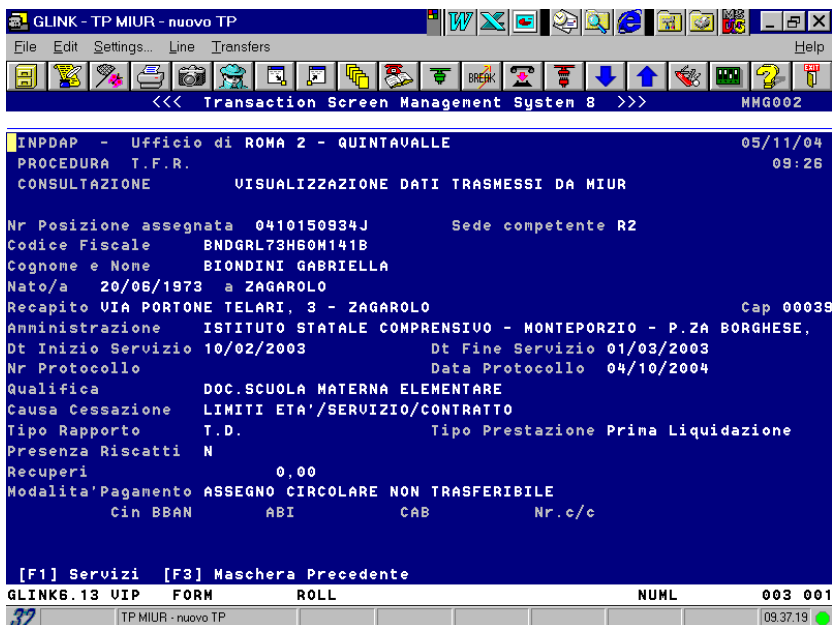 GLINK - TP MIUR - nuovo TP
File Edit Settings... Line Transfers Help
BREAK EXIT
<<< Transaction Screen Management System 8 >>> MMG002
INPDAP - Ufficio di ROMA 2 - QUINTAVALLE 05/11/04
PROCEDURA T.F.R. 09:26
CONSULTAZIONE VISUALIZZAZIONE DATI TRASMESSI DA MIUR
Nr Posizione assegnata 0410150934J Sede competente R2
Codice Fiscale BNDGRL73H60M141B
Cognome e Nome BIONDINI GABRIELLA
Nato/a 20/06/1973 a ZAGAROLO
Recapito VIA PORTONE TELARI, 3 - ZAGAROLO Cap 00039
Amministrazione ISTITUTO STATALE COMPRENSIVO - MONTEPORZIO - P.ZA BORGHESE,
Dt Inizio Servizio 10/02/2003 Dt Fine Servizio 01/03/2003
Nr Protocollo Data Protocollo 04/10/2004
Qualifica DOC.SCUOLA MATERNA ELEMENTARE
Causa Cessazione LIMITI ETA'/SERVIZIO/CONTRATTO
Tipo Rapporto T.D. Tipo Prestazione Prima Liquidazione
Presenza Riscatti N
Recuperi 0,00
Modalita'Pagamento ASSEGNO CIRCOLARE NON TRASFERIBILE
Cin BBAN ABI CAB Nr.c/c
[F1] Servizi [F3] Maschera Precedente
GLINK6.13 VIP FORM ROLL NUML 003 001
32 TP MIUR - nuovo TP 09.37.19